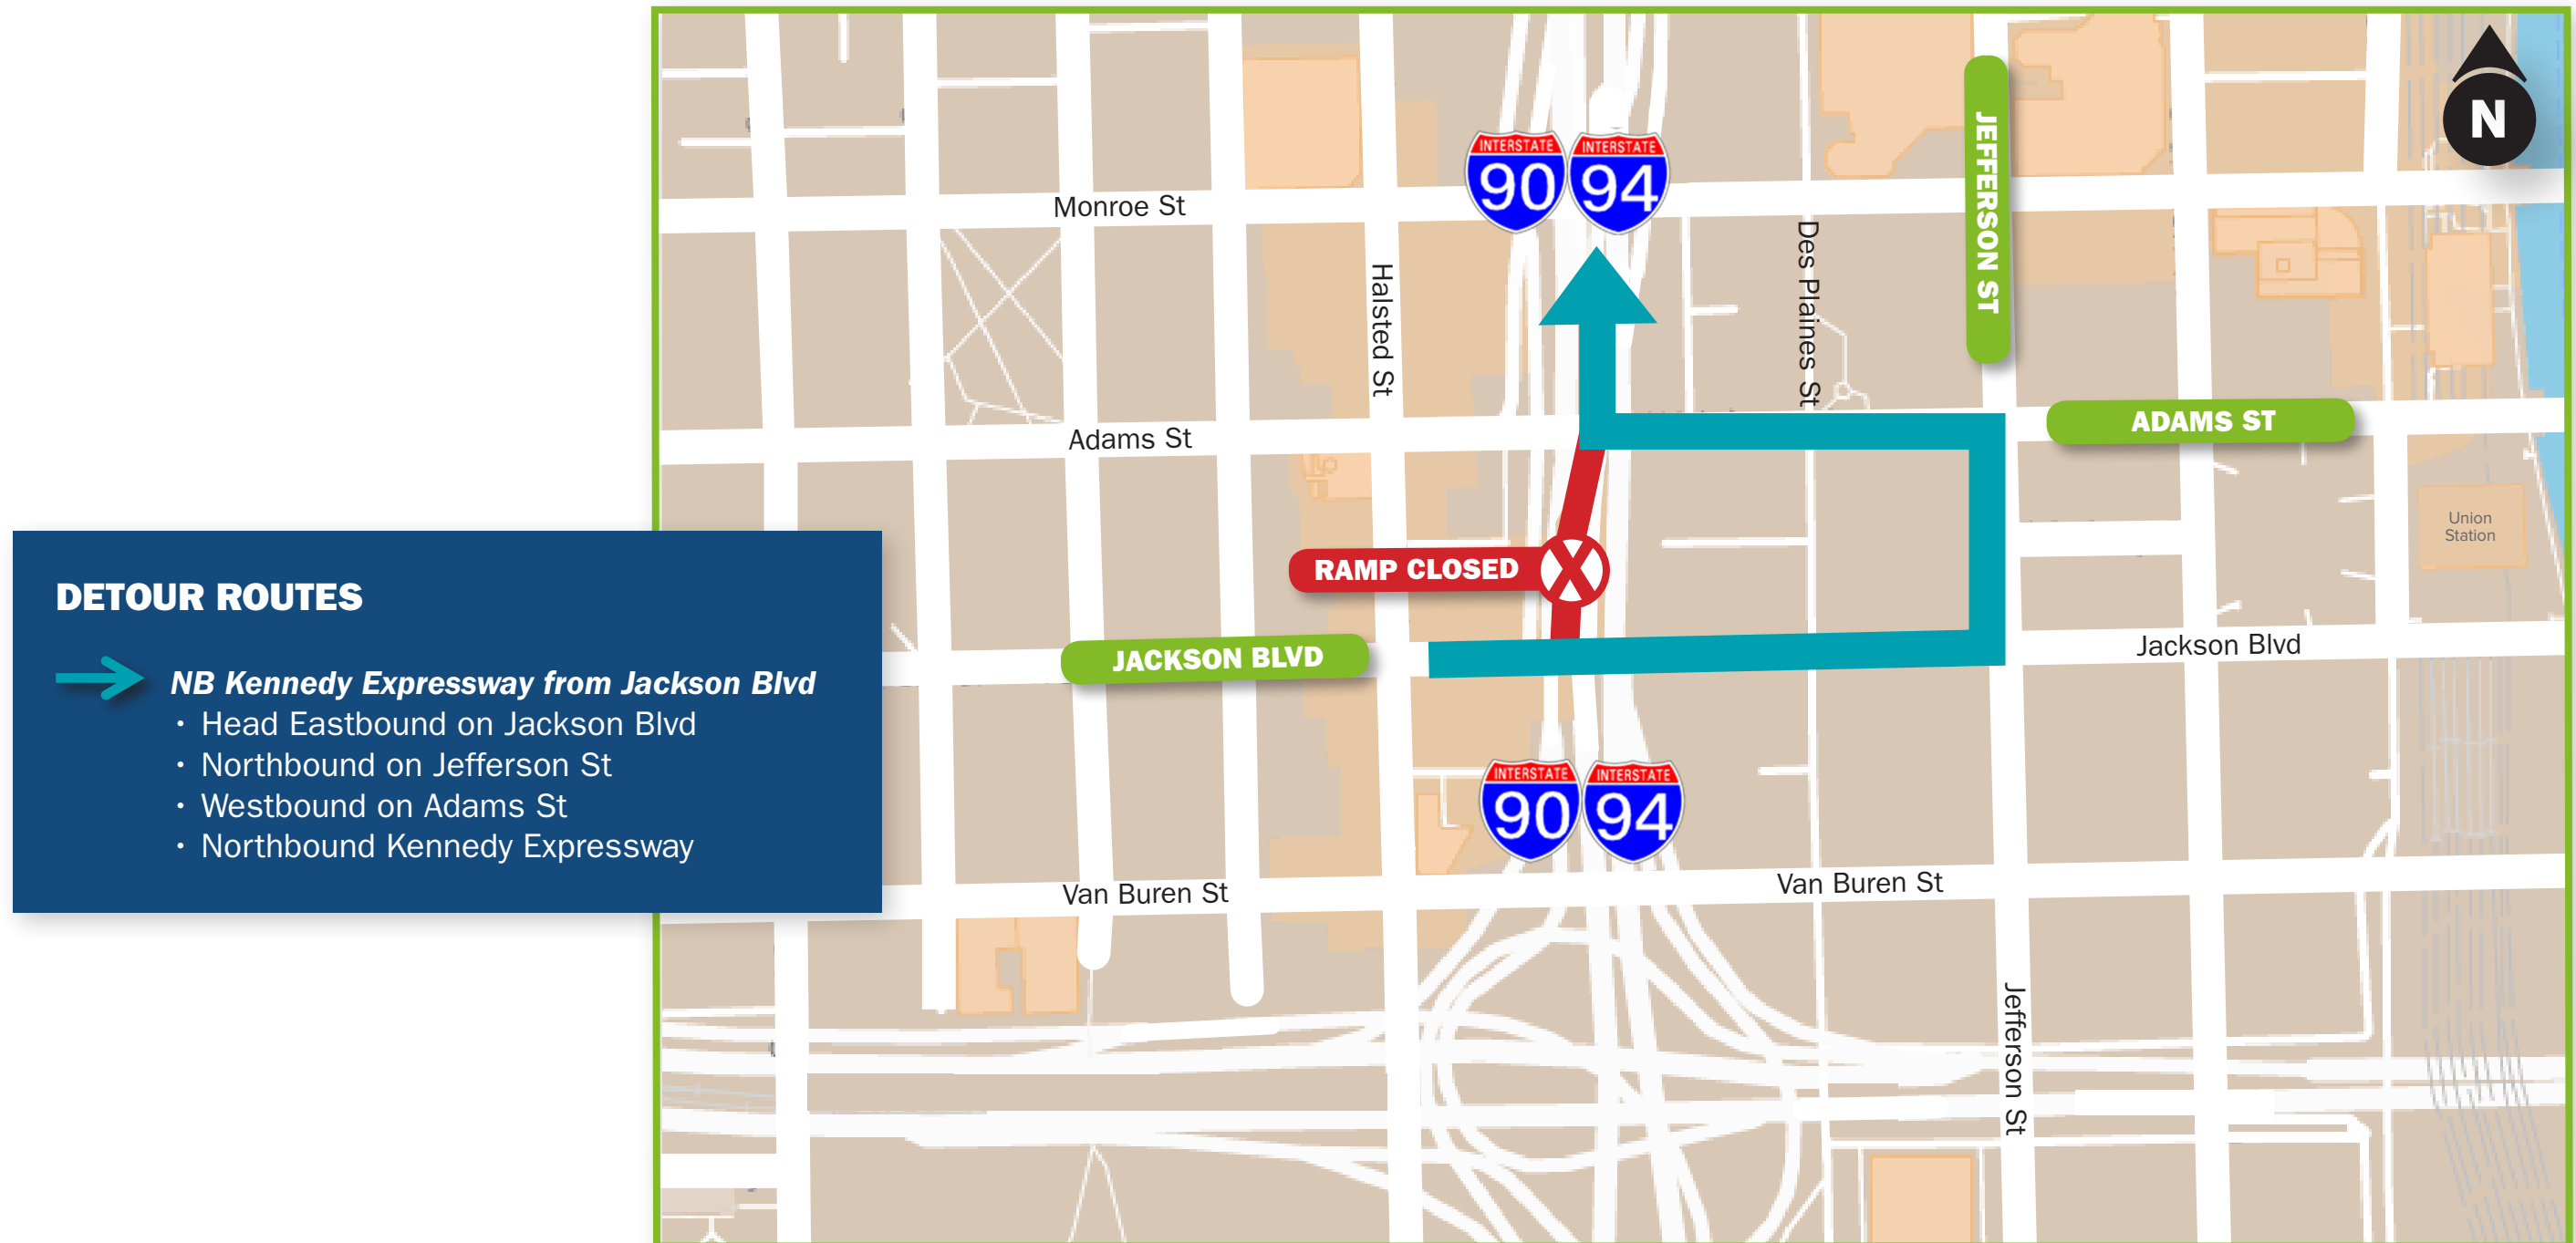 N
JEFFERSON ST
INTERSTATE
90
INTERSTATE
94
Monroe St
Des Plaines St
Halsted St
ADAMS ST
Adams St
Union
Station
RAMP CLOSED
X
JACKSON BLVD
Jackson Blvd
DETOUR ROUTES
NB Kennedy Expressway from Jackson Blvd
• Head Eastbound on Jackson Blvd
• Northbound on Jefferson St
• Westbound on Adams St
• Northbound Kennedy Expressway
INTERSTATE
90
INTERSTATE
94
Van Buren St
Van Buren St
Jefferson St